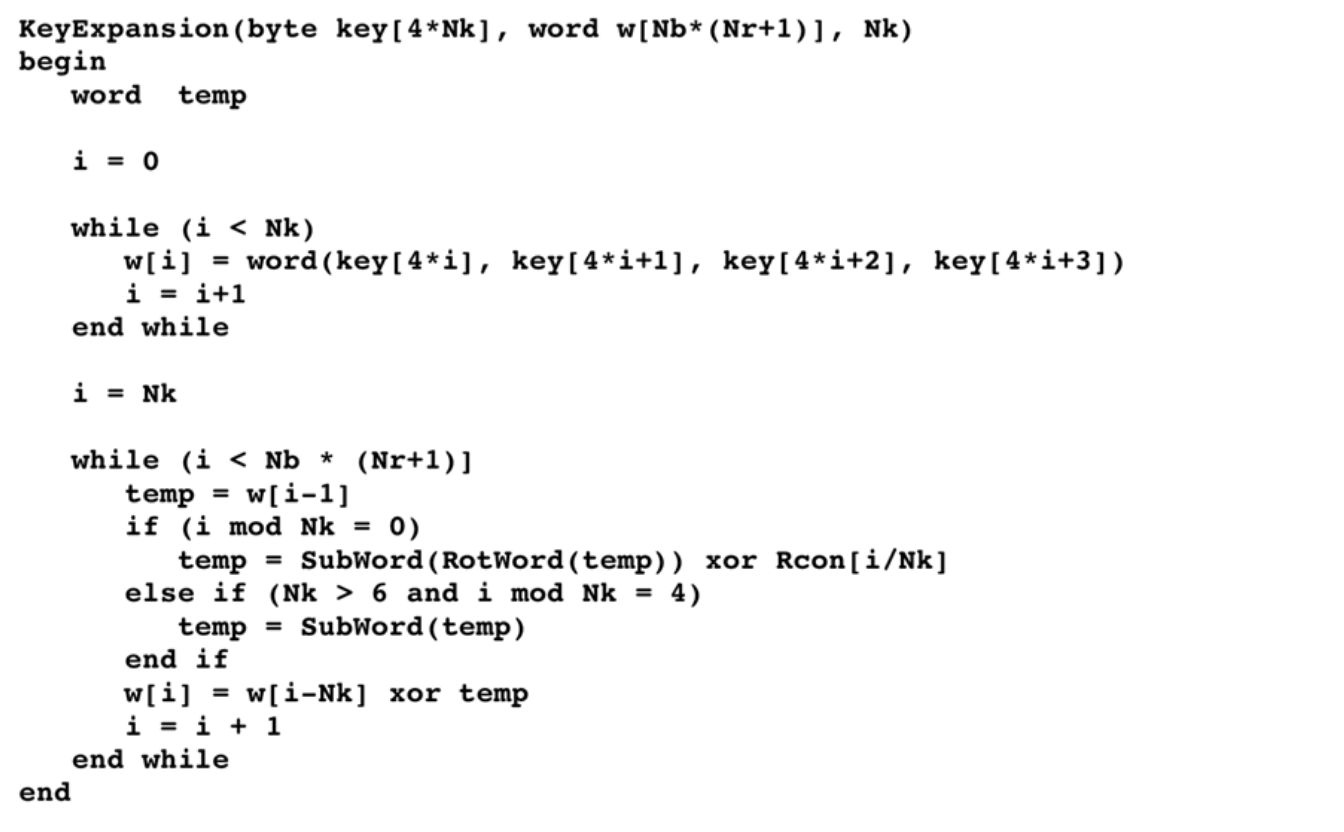 KeyExpansion(byte key[4*Nk], word w[Nb*(Nr+1)], Nk)
begin
word temp
i = 0
while (i < Nk)
w[i] = word(key[4*i], key[4*i+1], key[4*i+2], key[4*i+3])
i = i+1
end while
i = Nk
while (i < Nb * (Nr+1)]
temp = w[i-1]
if (i mod Nk = 0)
temp = SubWord(RotWord(temp)) xor Rcon[i/Nk]
else if (Nk > 6 and i mod Nk = 4)
temp = SubWord(temp)
end if
w[i] = w[i-Nk] xor temp
i = i + 1
end while
end